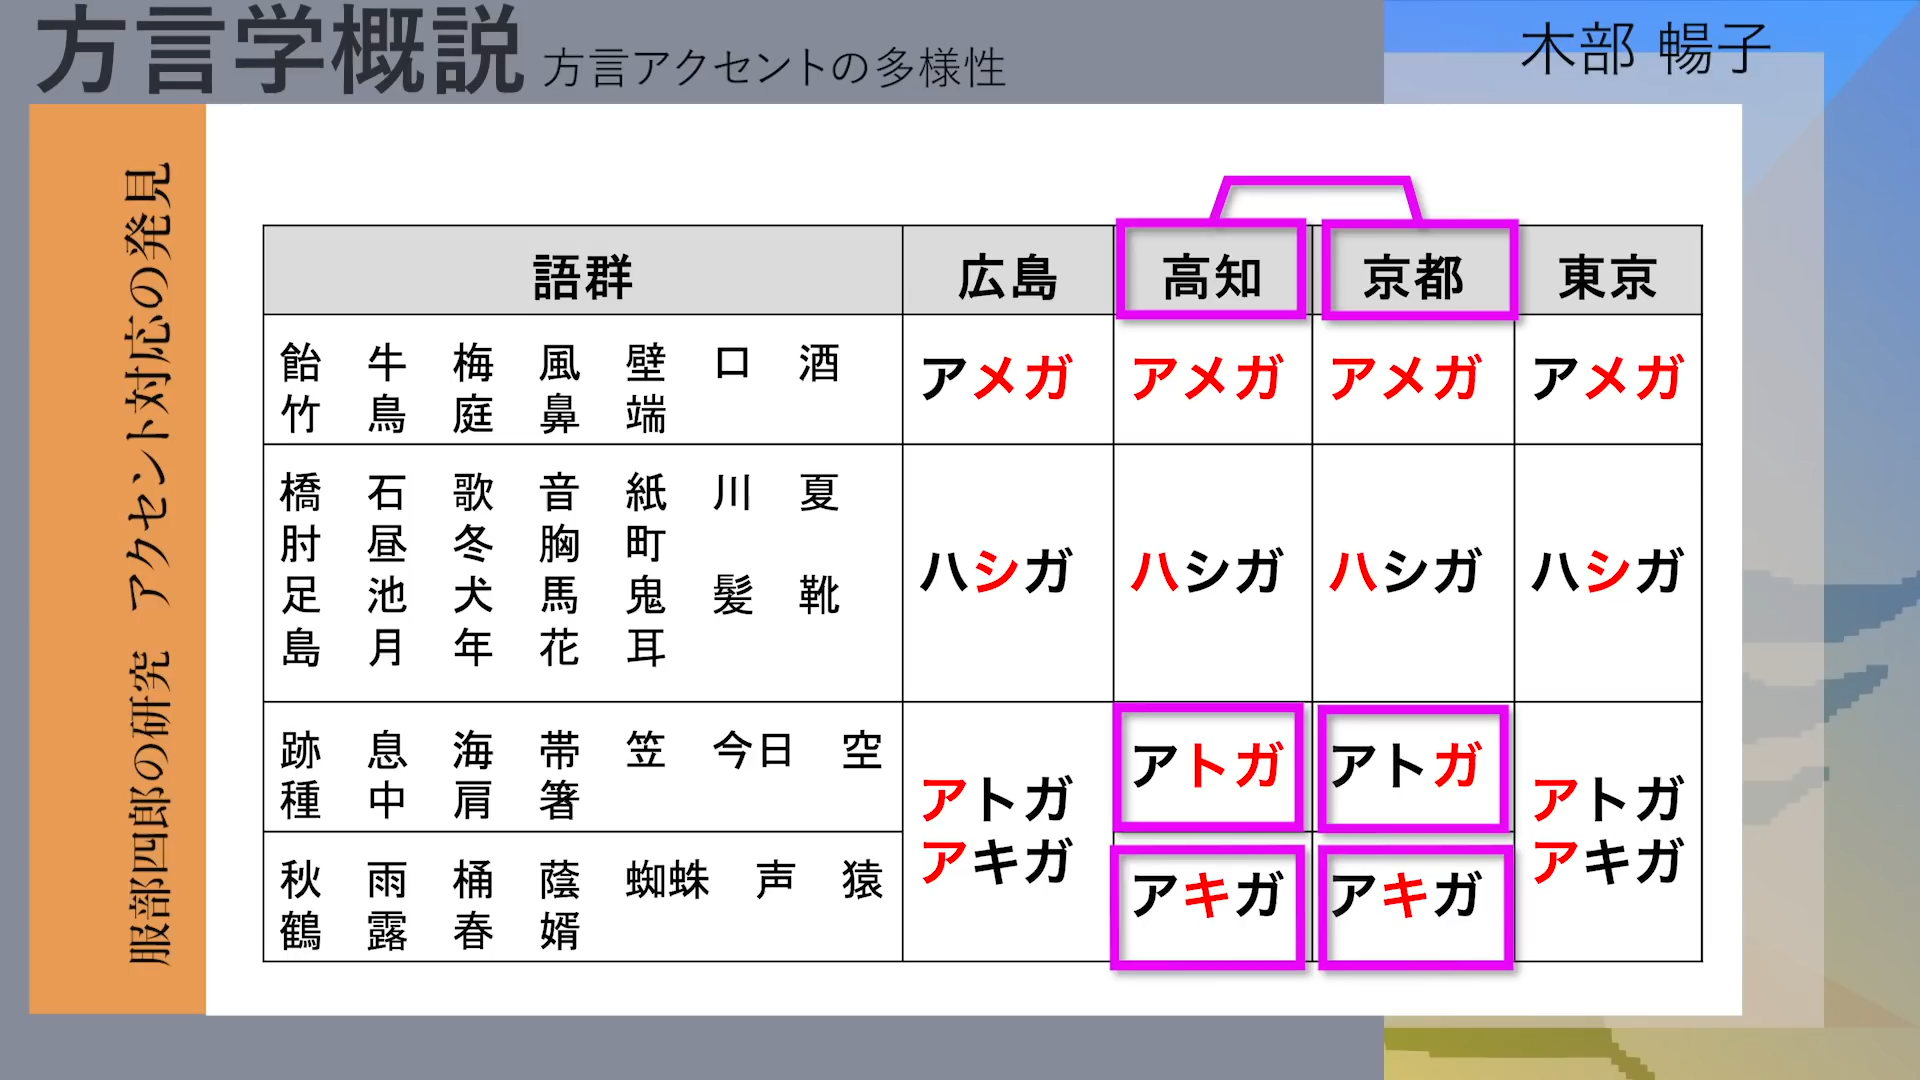 方言学概説 方言アクセントの多様性
木部 暢子
服部四郎の研究 アクセント対応の発見
語群 広島 高知 京都 東京
飴 牛 梅 風 壁 口 酒
竹 鳥 庭 鼻 端
アメガ アメガ アメガ アメガ
橋 石 歌 音 紙 川 夏
肘 昼 冬 胸 町
足 池 犬 馬 鬼 髪 靴
島 月 年 花 耳
ハシガ ハシガ ハシガ ハシガ
跡 息 海 帯 笠 今日 空
種 中 肩 箸
アトガ アトガ アトガ アトガ
秋 雨 桶 蔭 蜘蛛 声 猿
鶴 露 春 婿
アキガ アキガ アキガ アキガ